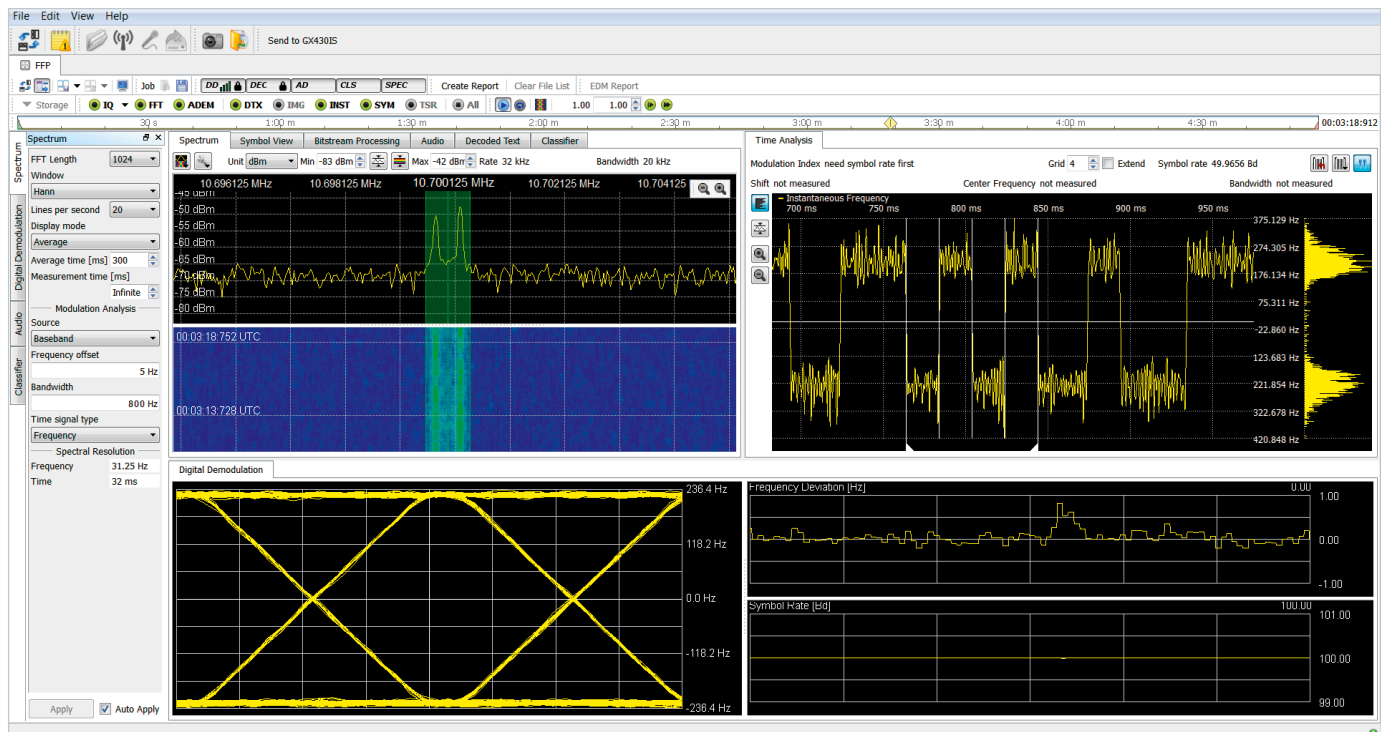 File Edit View Help
Send to GX430IS
FFP
Job DD DEC AD CLS SPEC Create Report Clear File List EDM Report
Storage IQ FFT ADEM DTX IMG INST SYM TSR All 1.00 1.00
30 s 1:00 m 1:30 m 2:00 m 2:30 m 3:00 m 3:30 m 4:00 m 4:30 m 00:03:18:912
Spectrum
Digital Demodulation
Audio
Classifier
Spectrum
FFT Length 1024
Window
Hann
Lines per second 20
Display mode
Average
Average time [ms] 300
Measurement time [ms]
Infinite
Modulation Analysis
Source
Baseband
Frequency offset
5 Hz
Bandwidth
800 Hz
Time signal type
Frequency
Spectral Resolution
Frequency 31.25 Hz
Time 32 ms
Apply Auto Apply
Spectrum Symbol View Bitstream Processing Audio Decoded Text Classifier
Unit dBm Min -83 dBm Max -42 dBm Rate 32 kHz Bandwidth 20 kHz
10.696125 MHz 10.698125 MHz 10.700125 MHz 10.702125 MHz 10.704125
-45 dBm
-50 dBm
-55 dBm
-60 dBm
-65 dBm
-70 dBm
-75 dBm
-80 dBm
00:03:18.752 UTC
00:03:13.728 UTC
Time Analysis
Modulation Index need symbol rate first Grid 4 Extend Symbol rate 49.9656 Bd
Shift not measured Center Frequency not measured Bandwidth not measured
Instantaneous Frequency
700 ms 750 ms 800 ms 850 ms 900 ms 950 ms
375.129 Hz
274.305 Hz
176.134 Hz
75.311 Hz
-22.860 Hz
123.683 Hz
221.854 Hz
322.678 Hz
420.848 Hz
Digital Demodulation
236.4 Hz
118.2 Hz
0.0 Hz
-118.2 Hz
-236.4 Hz
Frequency Deviation [Hz] 0.00
1.00
0.00
-1.00
Symbol Rate [Bd] 100.00
101.00
100.00
99.00